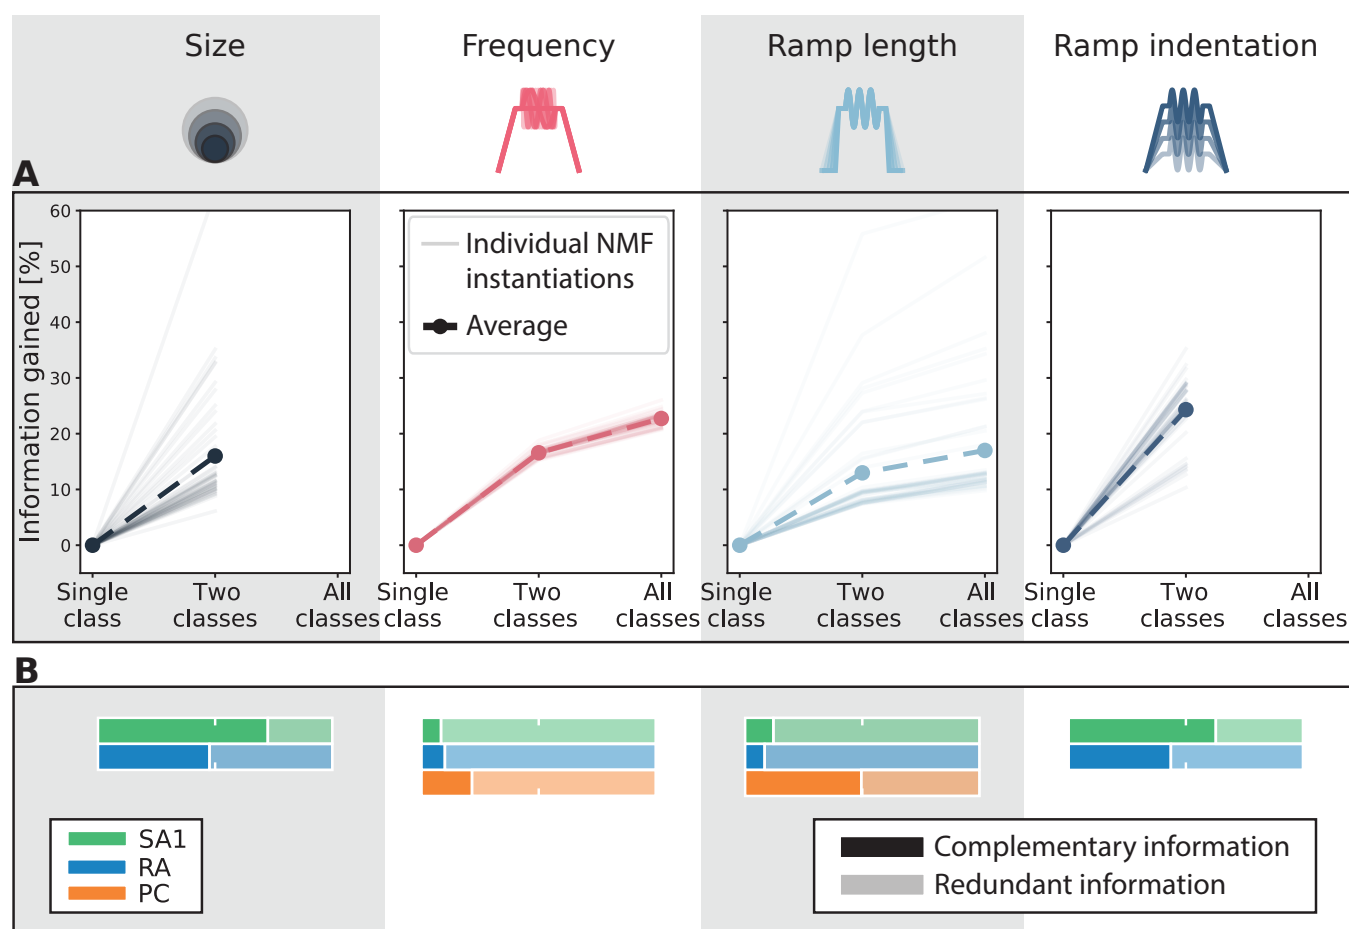 Size Frequency Ramp length Ramp indentation
A
Information gained [%]
60
50
40
30
20
10
0
Individual NMF
instantiations
Average
Single Two All Single Two All Single Two All Single Two All
class classes classes class classes classes class classes classes class classes classes
B
SA1
RA
PC
Complementary information
Redundant information